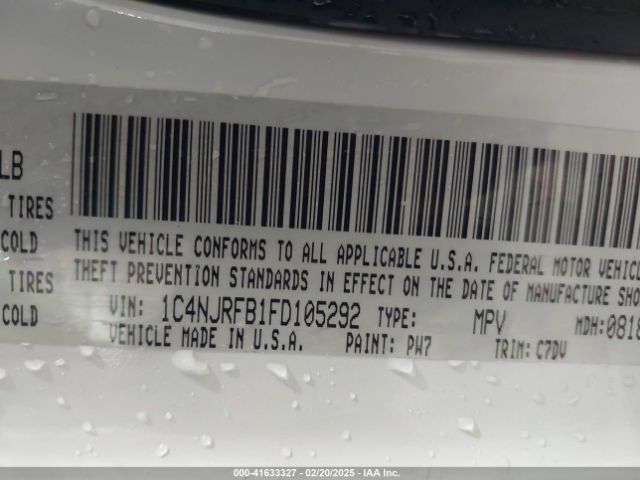 LB
TIRES
COLD
TIRES
COLD
THIS VEHICLE CONFORMS TO ALL APPLICABLE U.S.A. FEDERAL MOTOR VEHIC
THEFT PREVENTION STANDARDS IN EFFECT ON THE DATE OF MANUFACTURE SHO
VIN: 1C4NJRFB1FD105292 TYPE: MPV MDH:0818
VEHICLE MADE IN U.S.A. PAINT: PW7 TRIM: C7DV
000-41633327 - 02/20/2025 - IAA Inc.